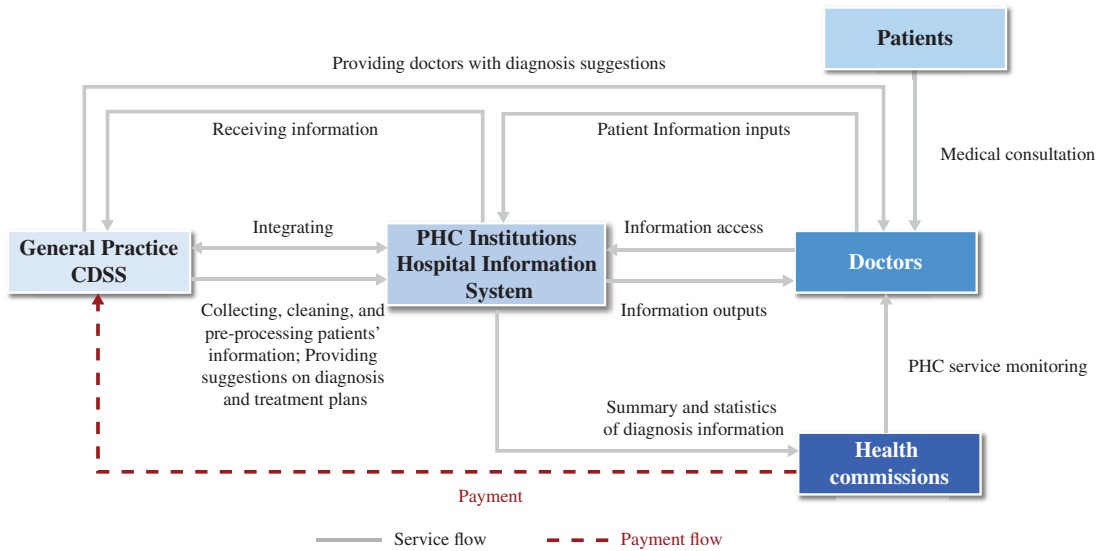 Patients
Providing doctors with diagnosis suggestions
Receiving information
Patient Information inputs
Medical consultation
General Practice
CDSS
Integrating
PHC Institutions
Hospital Information
System
Information access
Doctors
Collecting, cleaning, and
pre-processing patients’
information; Providing
suggestions on diagnosis
and treatment plans
Information outputs
PHC service monitoring
Summary and statistics
of diagnosis information
Health
commissions
Payment
Service flow
Payment flow